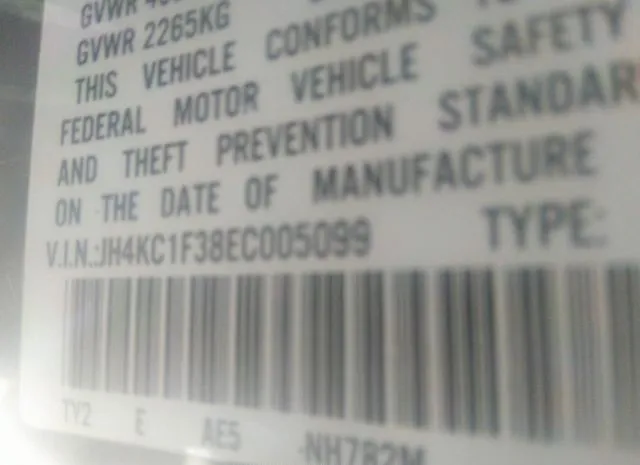 GVWR
GVWR 2265KG
THIS VEHICLE CONFORMS
FEDERAL MOTOR VEHICLE SAFETY
AND THEFT PREVENTION STANDAR
ON THE DATE OF MANUFACTURE
V.I.N.:JH4KC1F38EC005099 TYPE:
TY2 E AE5 NH782M